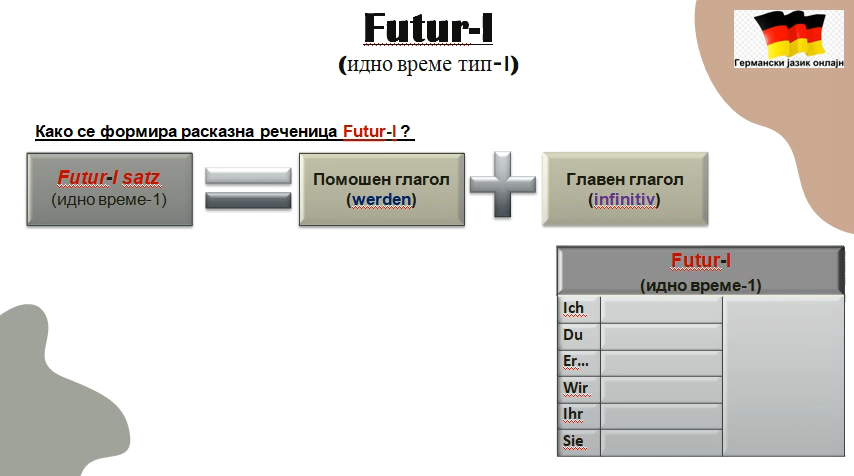 Futur-I
(идно време тип-I)
Германски јазик онлајн
Како се формира расказна реченица Futur-I ?
Futur-I satz
(идно време-1)
Помошен глагол
(werden)
Главен глагол
(infinitiv)
Futur-I
(идно време-1)
Ich
Du
Er...
Wir
Ihr
Sie